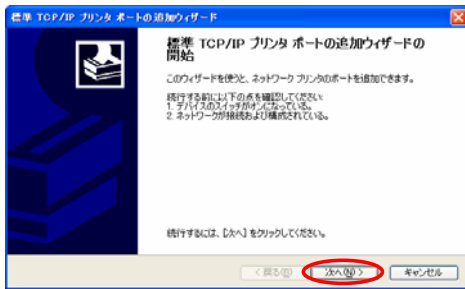 標準 TCP/IP プリンタ ポートの追加ウィザード
標準 TCP/IP プリンタ ポートの追加ウィザードの
開始
このウィザードを使うと、ネットワーク プリンタのポートを追加できます。
続行する前に以下の点を確認してください:
1. デバイスのスイッチがオンになっている。
2. ネットワークが接続および構成されている。
続行するには、[次へ] をクリックしてください。
< 戻る(B)
次へ(N) >
キャンセル